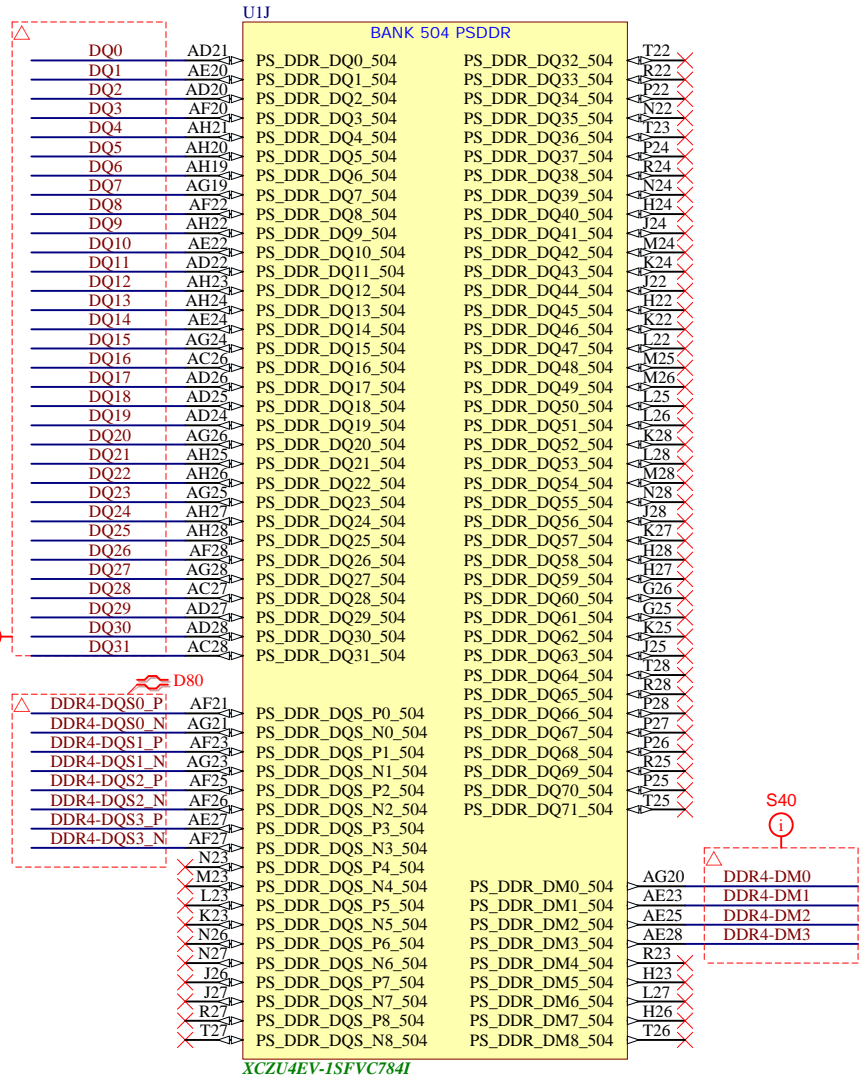 U1J
BANK 504 PSDDR
DQ0 AD21 PS_DDR_DQ0_504 PS_DDR_DQ32_504 T22
DQ1 AE20 PS_DDR_DQ1_504 PS_DDR_DQ33_504 R22
DQ2 AD20 PS_DDR_DQ2_504 PS_DDR_DQ34_504 P22
DQ3 AF20 PS_DDR_DQ3_504 PS_DDR_DQ35_504 N22
DQ4 AH21 PS_DDR_DQ4_504 PS_DDR_DQ36_504 T23
DQ5 AH20 PS_DDR_DQ5_504 PS_DDR_DQ37_504 P24
DQ6 AH19 PS_DDR_DQ6_504 PS_DDR_DQ38_504 R24
DQ7 AG19 PS_DDR_DQ7_504 PS_DDR_DQ39_504 N24
DQ8 AF22 PS_DDR_DQ8_504 PS_DDR_DQ40_504 H24
DQ9 AH22 PS_DDR_DQ9_504 PS_DDR_DQ41_504 J24
DQ10 AE22 PS_DDR_DQ10_504 PS_DDR_DQ42_504 M24
DQ11 AD22 PS_DDR_DQ11_504 PS_DDR_DQ43_504 K24
DQ12 AH23 PS_DDR_DQ12_504 PS_DDR_DQ44_504 J22
DQ13 AH24 PS_DDR_DQ13_504 PS_DDR_DQ45_504 H22
DQ14 AE24 PS_DDR_DQ14_504 PS_DDR_DQ46_504 K22
DQ15 AG24 PS_DDR_DQ15_504 PS_DDR_DQ47_504 L22
DQ16 AC26 PS_DDR_DQ16_504 PS_DDR_DQ48_504 M25
DQ17 AD26 PS_DDR_DQ17_504 PS_DDR_DQ49_504 M26
DQ18 AD25 PS_DDR_DQ18_504 PS_DDR_DQ50_504 L25
DQ19 AD24 PS_DDR_DQ19_504 PS_DDR_DQ51_504 L26
DQ20 AG26 PS_DDR_DQ20_504 PS_DDR_DQ52_504 K28
DQ21 AH25 PS_DDR_DQ21_504 PS_DDR_DQ53_504 L28
DQ22 AH26 PS_DDR_DQ22_504 PS_DDR_DQ54_504 M28
DQ23 AG25 PS_DDR_DQ23_504 PS_DDR_DQ55_504 N28
DQ24 AH27 PS_DDR_DQ24_504 PS_DDR_DQ56_504 J28
DQ25 AH28 PS_DDR_DQ25_504 PS_DDR_DQ57_504 K27
DQ26 AF28 PS_DDR_DQ26_504 PS_DDR_DQ58_504 H28
DQ27 AG28 PS_DDR_DQ27_504 PS_DDR_DQ59_504 H27
DQ28 AC27 PS_DDR_DQ28_504 PS_DDR_DQ60_504 G26
DQ29 AD27 PS_DDR_DQ29_504 PS_DDR_DQ61_504 G25
DQ30 AD28 PS_DDR_DQ30_504 PS_DDR_DQ62_504 K25
DQ31 AC28 PS_DDR_DQ31_504 PS_DDR_DQ63_504 J25
PS_DDR_DQ64_504 T28
D80 PS_DDR_DQ65_504 R28
DDR4-DQS0_P AF21 PS_DDR_DQS_P0_504 PS_DDR_DQ66_504 P28
DDR4-DQS0_N AG21 PS_DDR_DQS_N0_504 PS_DDR_DQ67_504 P27
DDR4-DQS1_P AF23 PS_DDR_DQS_P1_504 PS_DDR_DQ68_504 P26
DDR4-DQS1_N AG23 PS_DDR_DQS_N1_504 PS_DDR_DQ69_504 R25
DDR4-DQS2_P AF25 PS_DDR_DQS_P2_504 PS_DDR_DQ70_504 P25
DDR4-DQS2_N AF26 PS_DDR_DQS_N2_504 PS_DDR_DQ71_504 T25
DDR4-DQS3_P AE27 PS_DDR_DQS_P3_504 S40
DDR4-DQS3_N AF27 PS_DDR_DQS_N3_504 i
N23 PS_DDR_DQS_P4_504
M23 PS_DDR_DQS_N4_504 PS_DDR_DM0_504 AG20 DDR4-DM0
L23 PS_DDR_DQS_P5_504 PS_DDR_DM1_504 AE23 DDR4-DM1
K23 PS_DDR_DQS_N5_504 PS_DDR_DM2_504 AE25 DDR4-DM2
N26 PS_DDR_DQS_P6_504 PS_DDR_DM3_504 AE28 DDR4-DM3
N27 PS_DDR_DQS_N6_504 PS_DDR_DM4_504 R23
J26 PS_DDR_DQS_P7_504 PS_DDR_DM5_504 H23
J27 PS_DDR_DQS_N7_504 PS_DDR_DM6_504 L27
R27 PS_DDR_DQS_P8_504 PS_DDR_DM7_504 H26
T27 PS_DDR_DQS_N8_504 PS_DDR_DM8_504 T26
XCZU4EV-1SFVC784I